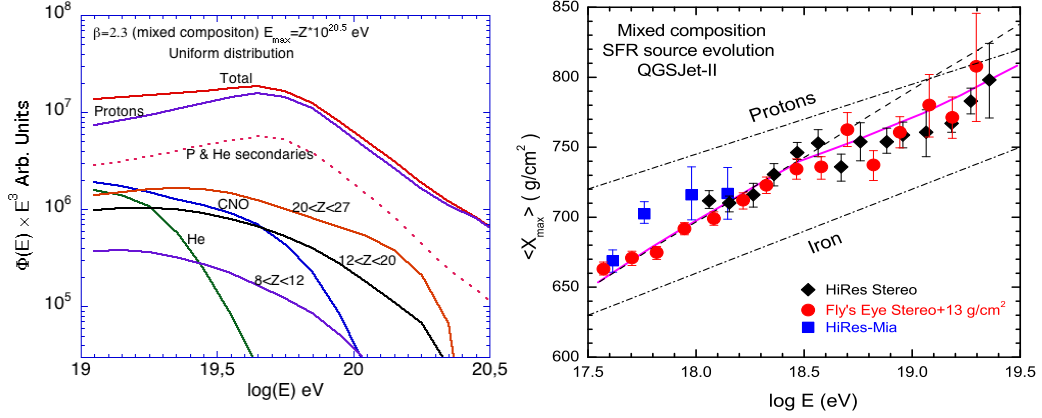 β=2.3 (mixed compositon) E_max=Z*10^20.5 eV
Uniform distribution
Total
Protons
P & He secondaries
CNO
20<Z<27
He
12<Z<20
8<Z<12
10^8
10^7
10^6
10^5
Φ(E) × E^3 Arb. Units
19
19,5
20
20,5
log(E) eV
Mixed composition
SFR source evolution
QGSJet-II
Protons
Iron
HiRes Stereo
Fly's Eye Stereo+13 g/cm^2
HiRes-Mia
850
800
750
700
650
600
<X_max> ( g/cm^2)
17.5
18.0
18.5
19.0
19.5
log E (eV)